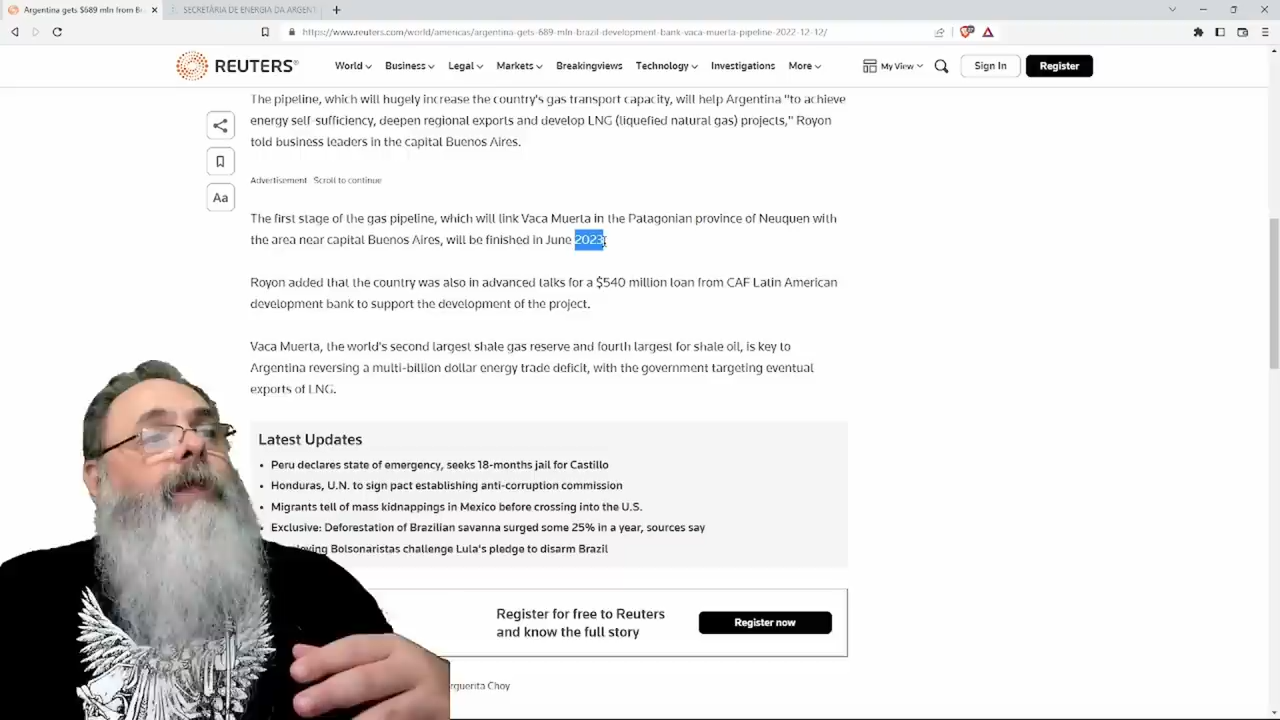 Argentina gets $689 mln from Br
SECRETÁRIA DE ENERGIA DA ARGENT
https://www.reuters.com/world/americas/argentina-gets-689-mln-brazil-development-bank-vaca-muerta-pipeline-2022-12-12/
REUTERS®
World Business Legal Markets Breakingviews Technology Investigations More My View Sign In Register
The pipeline, which will hugely increase the country's gas transport capacity, will help Argentina "to achieve
energy self-sufficiency, deepen regional exports and develop LNG (liquefied natural gas) projects," Royon
told business leaders in the capital Buenos Aires.
Advertisement · Scroll to continue
Aa
The first stage of the gas pipeline, which will link Vaca Muerta in the Patagonian province of Neuquen with
the area near capital Buenos Aires, will be finished in June 2023.
Royon added that the country was also in advanced talks for a $540 million loan from CAF Latin American
development bank to support the development of the project.
Vaca Muerta, the world's second largest shale gas reserve and fourth largest for shale oil, is key to
Argentina reversing a multi-billion dollar energy trade deficit, with the government targeting eventual
exports of LNG.
Latest Updates
• Peru declares state of emergency, seeks 18-months jail for Castillo
• Honduras, U.N. to sign pact establishing anti-corruption commission
• Migrants tell of mass kidnappings in Mexico before crossing into the U.S.
• Exclusive: Deforestation of Brazilian savanna surged some 25% in a year, sources say
Bolsonaristas challenge Lula's pledge to disarm Brazil
Register for free to Reuters
and know the full story
Register now
Choy